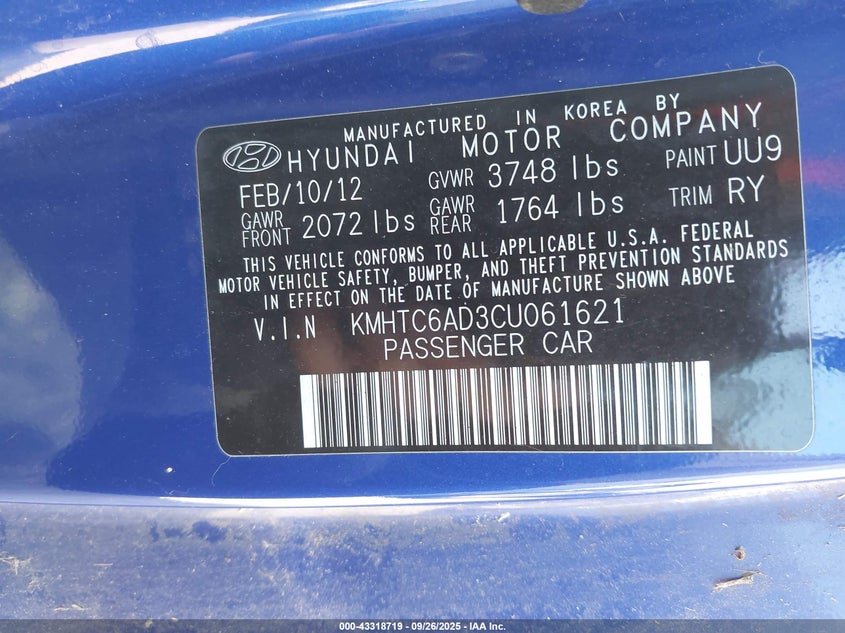 MANUFACTURED IN KOREA BY
HYUNDAI MOTOR COMPANY
FEB/10/12 GVWR 3748 lbs PAINT UU9
GAWR FRONT 2072 lbs GAWR REAR 1764 lbs TRIM RY
THIS VEHICLE CONFORMS TO ALL APPLICABLE U.S.A. FEDERAL
MOTOR VEHICLE SAFETY, BUMPER, AND THEFT PREVENTION STANDARDS
IN EFFECT ON THE DATE OF MANUFACTURE SHOWN ABOVE
V.I.N KMHTC6AD3CU061621
PASSENGER CAR
000-43318719 - 09/26/2025 - IAA Inc.